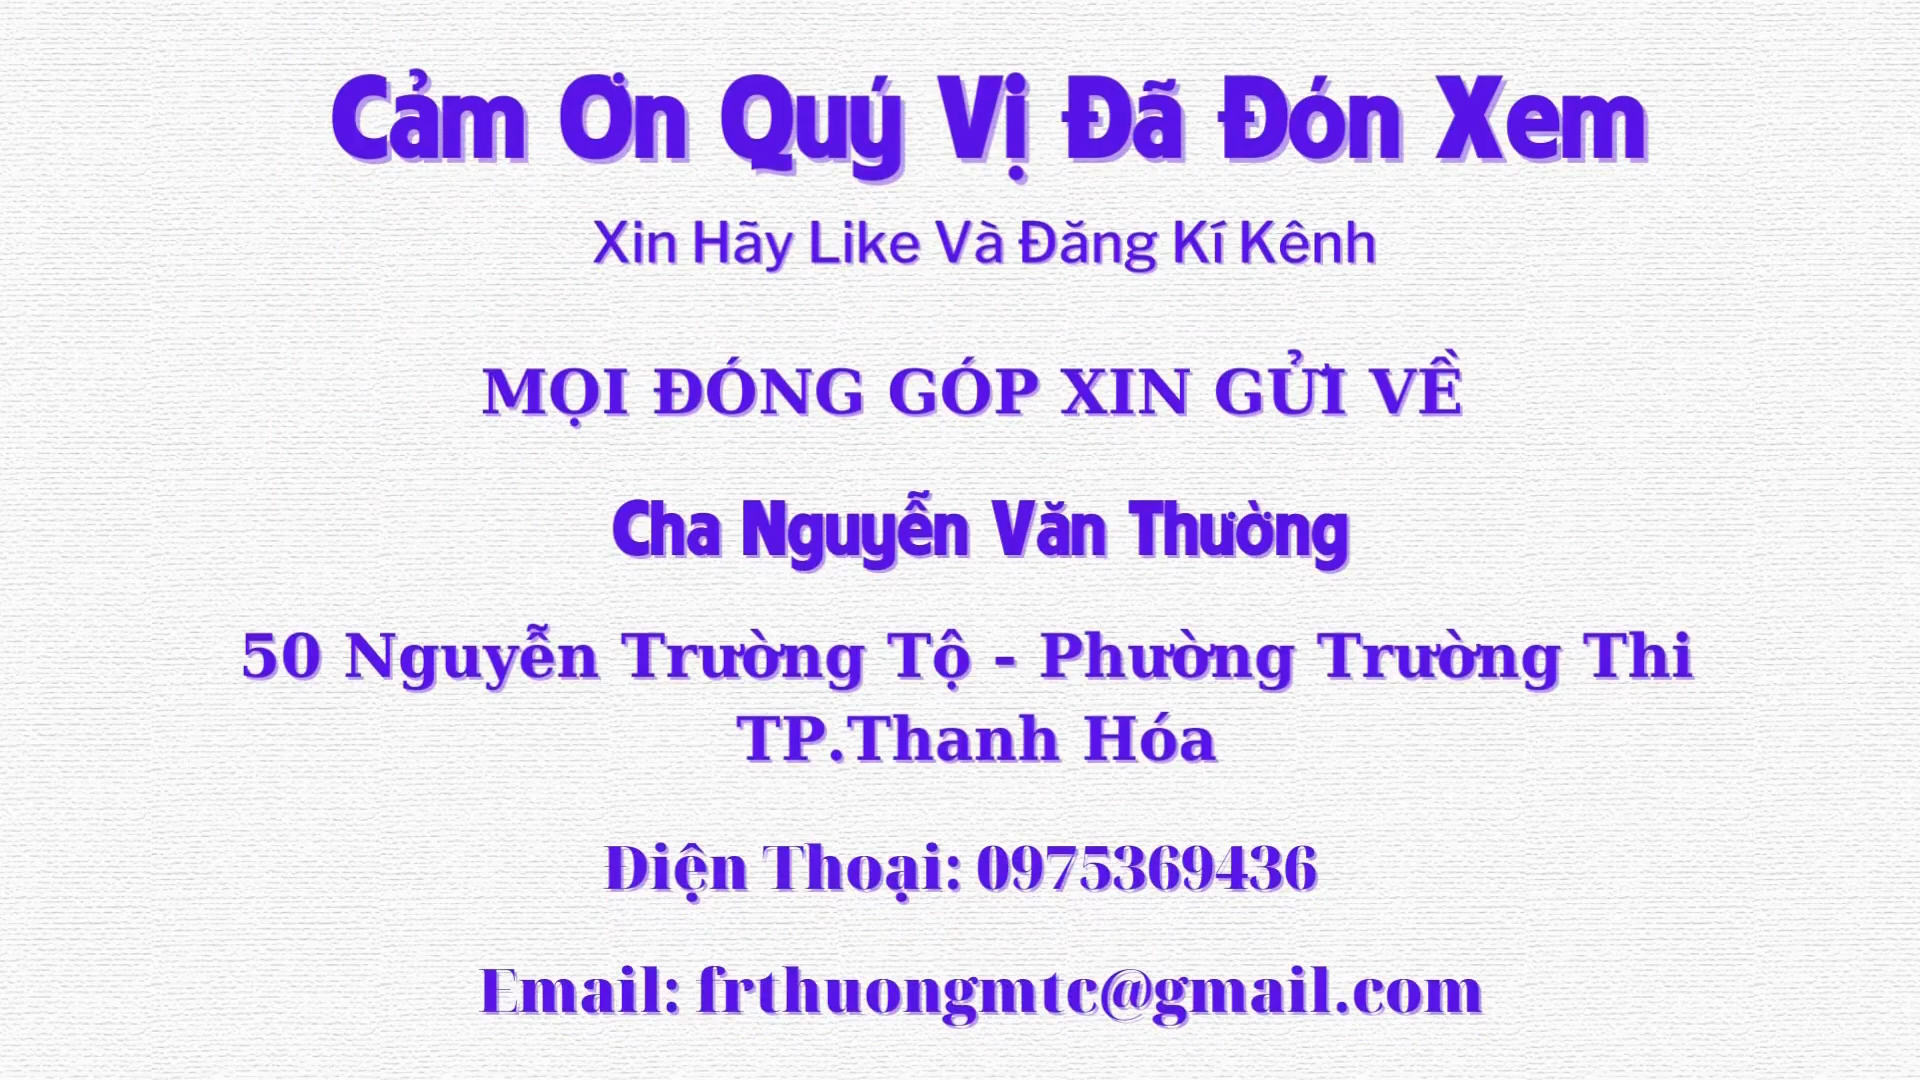 Cảm Ơn Quý Vị Đã Đón Xem
Xin Hãy Like Và Đăng Kí Kênh
MỌI ĐÓNG GÓP XIN GỬI VỀ
Cha Nguyễn Văn Thường
50 Nguyễn Trường Tộ - Phường Trường Thi
TP.Thanh Hóa
Điện Thoại: 0975369436
Email: frthuongmtc@gmail.com